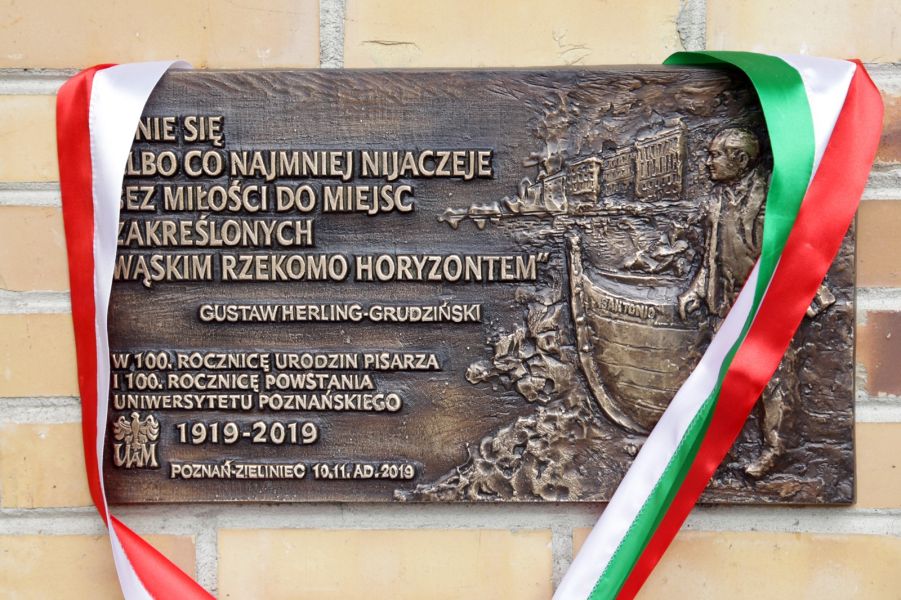 NIE SIĘ
ALBO CO NAJMNIEJ NIJACZEJE
BEZ MIŁOŚCI DO MIEJSC
ZAKREŚLONYCH
WĄSKIM RZEKOMO HORYZONTEM”
GUSTAW HERLING-GRUDZIŃSKI
W 100. ROCZNICĘ URODZIN PISARZA
I 100. ROCZNICĘ POWSTANIA
UNIWERSYTETU POZNAŃSKIEGO
UAM
1919-2019
POZNAŃ-ZIELINIEC 10.11. AD. 2019
S.ANTONIO